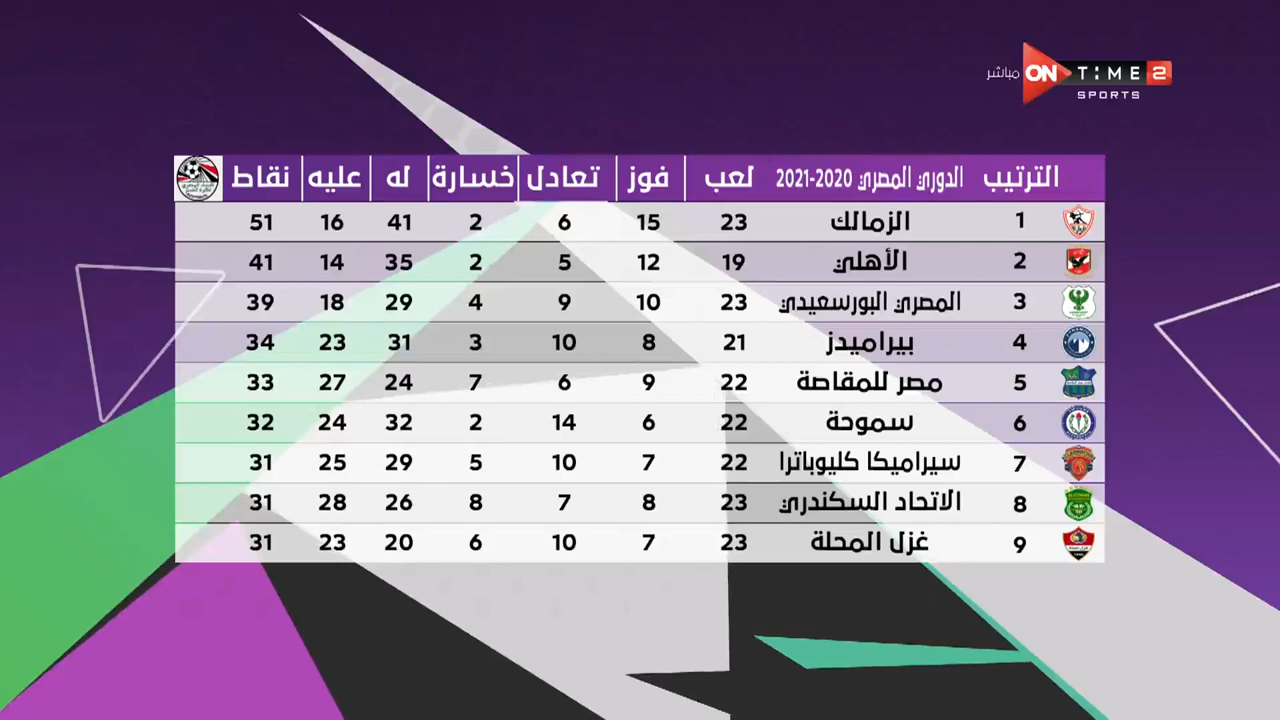 مباشر ON TIME 2
SPORTS
الترتيب الدوري المصري 2020-2021 لعب فوز تعادل خسارة له عليه نقاط
1 الزمالك 23 15 6 2 41 16 51
2 الأهلي 19 12 5 2 35 14 41
3 المصري البورسعيدي 23 10 9 4 29 18 39
4 بيراميدز 21 8 10 3 31 23 34
5 مصر للمقاصة 22 9 6 7 24 27 33
6 سموحة 22 6 14 2 32 24 32
7 سيراميكا كليوباترا 22 7 10 5 29 25 31
8 الاتحاد السكندري 23 8 7 8 26 28 31
9 غزل المحلة 23 7 10 6 20 23 31